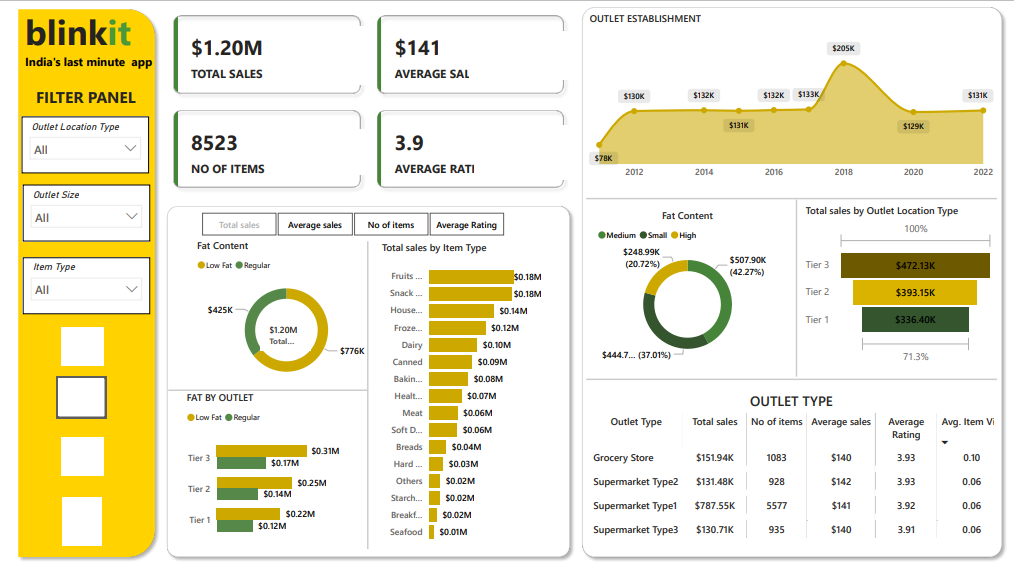 blinkit
India's last minute app
FILTER PANEL
Outlet Location Type
All
Outlet Size
All
Item Type
All
$1.20M
TOTAL SALES
$141
AVERAGE SAL
8523
NO OF ITEMS
3.9
AVERAGE RATI
Total sales
Average sales
No of items
Average Rating
Fat Content
Low Fat Regular
$425K
$1.20M
Total...
$776K
FAT BY OUTLET
Low Fat Regular
Tier 3 $0.31M
$0.17M
Tier 2 $0.25M
$0.14M
Tier 1 $0.22M
$0.12M
Total sales by Item Type
Fruits ... $0.18M
Snack ... $0.18M
House... $0.14M
Froze... $0.12M
Dairy $0.10M
Canned $0.09M
Bakin... $0.08M
Healt... $0.07M
Meat $0.06M
Soft D... $0.06M
Breads $0.04M
Hard ... $0.03M
Others $0.02M
Starch... $0.02M
Breakf... $0.02M
Seafood $0.01M
OUTLET ESTABLISHMENT
$78K
$130K
$132K
$131K
$132K
$133K
$205K
$129K
$131K
2012 2014 2016 2018 2020 2022
Fat Content
Medium Small High
$248.99K
(20.72%)
$507.90K
(42.27%)
$444.7... (37.01%)
Total sales by Outlet Location Type
100%
Tier 3 $472.13K
Tier 2 $393.15K
Tier 1 $336.40K
71.3%
OUTLET TYPE
Outlet Type Total sales No of items Average sales Average Rating Avg. Item Vi
Grocery Store $151.94K 1083 $140 3.93 0.10
Supermarket Type2 $131.48K 928 $142 3.93 0.06
Supermarket Type1 $787.55K 5577 $141 3.92 0.06
Supermarket Type3 $130.71K 935 $140 3.91 0.06